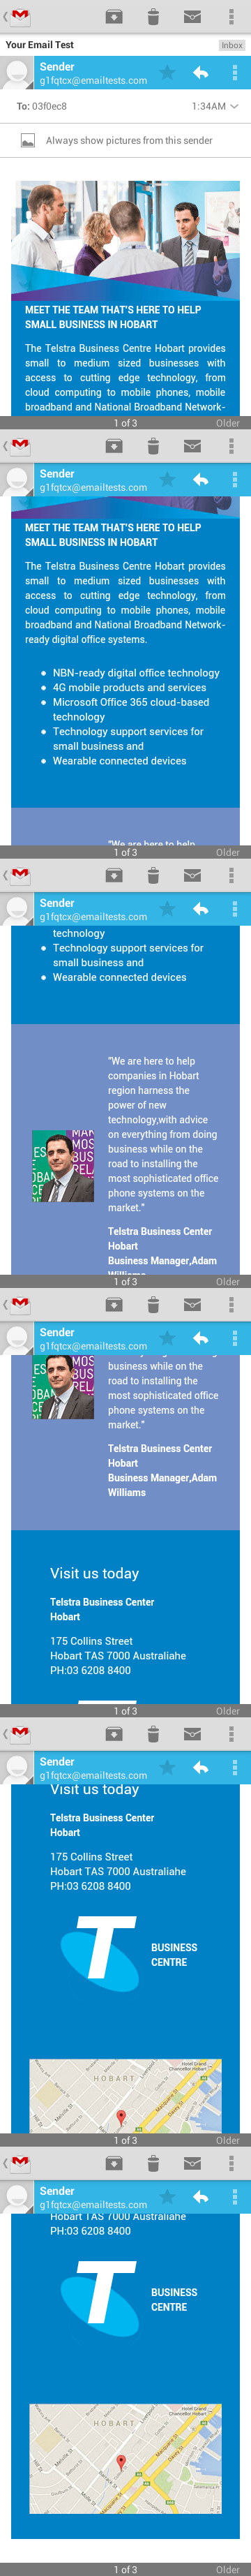 Your Email Test
Inbox
Sender
g1fqtcx@emailtests.com
To: 03f0ec8
1:34AM
Always show pictures from this sender
MEET THE TEAM THAT'S HERE TO HELP
SMALL BUSINESS IN HOBART
The Telstra Business Centre Hobart provides
small to medium sized businesses with
access to cutting edge technology, from
cloud computing to mobile phones, mobile
broadband and National Broadband Network-
1 of 3
Sender
g1fqtcx@emailtests.com
MEET THE TEAM THAT'S HERE TO HELP
SMALL BUSINESS IN HOBART
The Telstra Business Centre Hobart provides
small to medium sized businesses with
access to cutting edge technology, from
cloud computing to mobile phones, mobile
broadband and National Broadband Network-
ready digital office systems.
NBN-ready digital office technology
4G mobile products and services
Microsoft Office 365 cloud-based
technology
Technology support services for
small business and
Wearable connected devices
"We are here to help
1 of 3
Older
Sender
g1fqtcx@emailtests.com
technology
Technology support services for
small business and
Wearable connected devices
"We are here to help
companies in Hobart
region harness the
power of new
technology,with advice
on everything from doing
business while on the
road to installing the
most sophisticated office
phone systems on the
market."
Telstra Business Center
Hobart
Business Manager,Adam
Williams
1 of 3
Older
Sender
g1fqtcx@emailtests.com
business while on the
road to installing the
most sophisticated office
phone systems on the
market."
Telstra Business Center
Hobart
Business Manager,Adam
Williams
Visit us today
Telstra Business Center
Hobart
175 Collins Street
Hobart TAS 7000 Australiahe
PH:03 6208 8400
1 of 3
Older
Sender
g1fqtcx@emailtests.com
Visit us today
Telstra Business Center
Hobart
175 Collins Street
Hobart TAS 7000 Australiahe
PH:03 6208 8400
T
BUSINESS
CENTRE
HOBART
1 of 3
Older
Sender
g1fqtcx@emailtests.com
Hobart TAS 7000 Australiahe
PH:03 6208 8400
T
BUSINESS
CENTRE
HOBART
1 of 3
Older